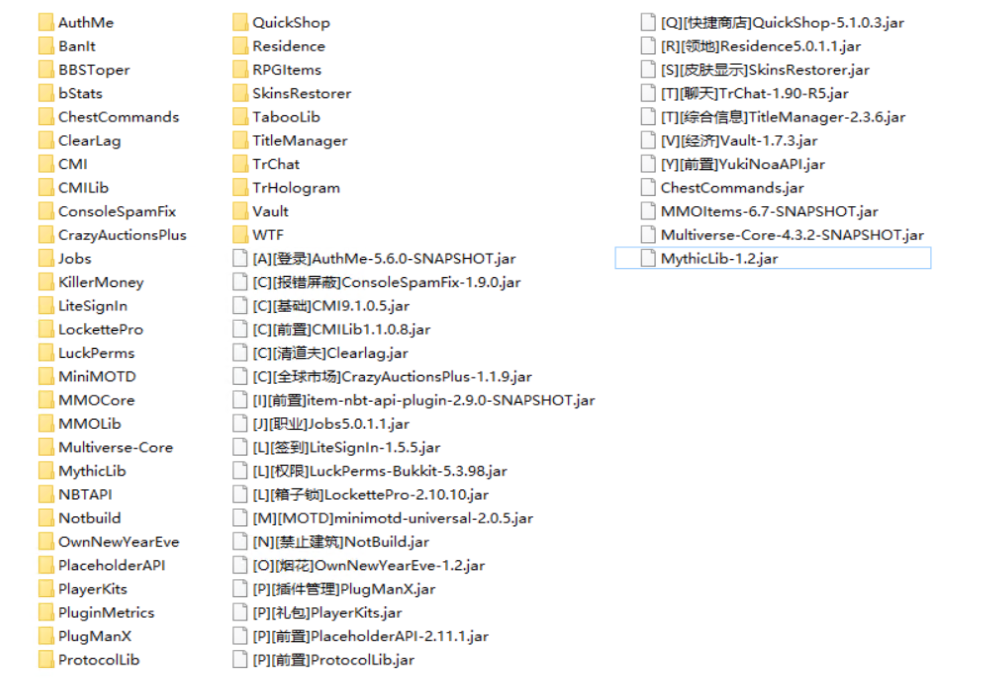 AuthMe
BanIt
BBSToper
bStats
ChestCommands
ClearLag
CMI
CMILib
ConsoleSpamFix
CrazyAuctionsPlus
Jobs
KillerMoney
LiteSignIn
LockettePro
LuckPerms
MiniMOTD
MMOCore
MMOLib
Multiverse-Core
MythicLib
NBTAPI
Notbuild
OwnNewYearEve
PlaceholderAPI
PlayerKits
PluginMetrics
PlugManX
ProtocolLib
QuickShop
Residence
RPGItems
SkinsRestorer
TabooLib
TitleManager
TrChat
TrHologram
Vault
WTF
[A][登录]AuthMe-5.6.0-SNAPSHOT.jar
[C][报错屏蔽]ConsoleSpamFix-1.9.0.jar
[C][基础]CMI9.1.0.5.jar
[C][前置]CMILib1.1.0.8.jar
[C][清道夫]Clearlag.jar
[C][全球市场]CrazyAuctionsPlus-1.1.9.jar
[I][前置]item-nbt-api-plugin-2.9.0-SNAPSHOT.jar
[J][职业]Jobs5.0.1.1.jar
[L][签到]LiteSignIn-1.5.5.jar
[L][权限]LuckPerms-Bukkit-5.3.98.jar
[L][箱子锁]LockettePro-2.10.10.jar
[M][MOTD]minimotd-universal-2.0.5.jar
[N][禁止建筑]NotBuild.jar
[O][烟花]OwnNewYearEve-1.2.jar
[P][插件管理]PlugManX.jar
[P][礼包]PlayerKits.jar
[P][前置]PlaceholderAPI-2.11.1.jar
[P][前置]ProtocolLib.jar
[Q][快捷商店]QuickShop-5.1.0.3.jar
[R][领地]Residence5.0.1.1.jar
[S][皮肤显示]SkinsRestorer.jar
[T][聊天]TrChat-1.90-R5.jar
[T][综合信息]TitleManager-2.3.6.jar
[V][经济]Vault-1.7.3.jar
[Y][前置]YukiNoaAPI.jar
ChestCommands.jar
MMOItems-6.7-SNAPSHOT.jar
Multiverse-Core-4.3.2-SNAPSHOT.jar
MythicLib-1.2.jar